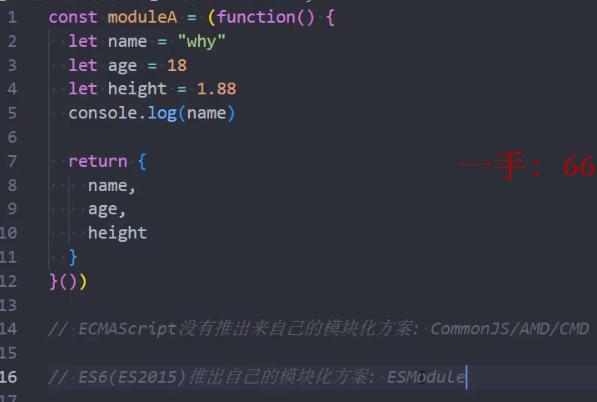 1 const moduleA = (function() {
2 let name = "why"
3 let age = 18
4 let height = 1.88
5 console.log(name)
6
7 return {
一手: 66
8 name,
9 age,
10 height
11 }
12 }())
13
14 // ECMAScript没有推出来自己的模块化方案: CommonJS/AMD/CMD
15
16 // ES6(ES2015)推出自己的模块化方案: ESModule
17